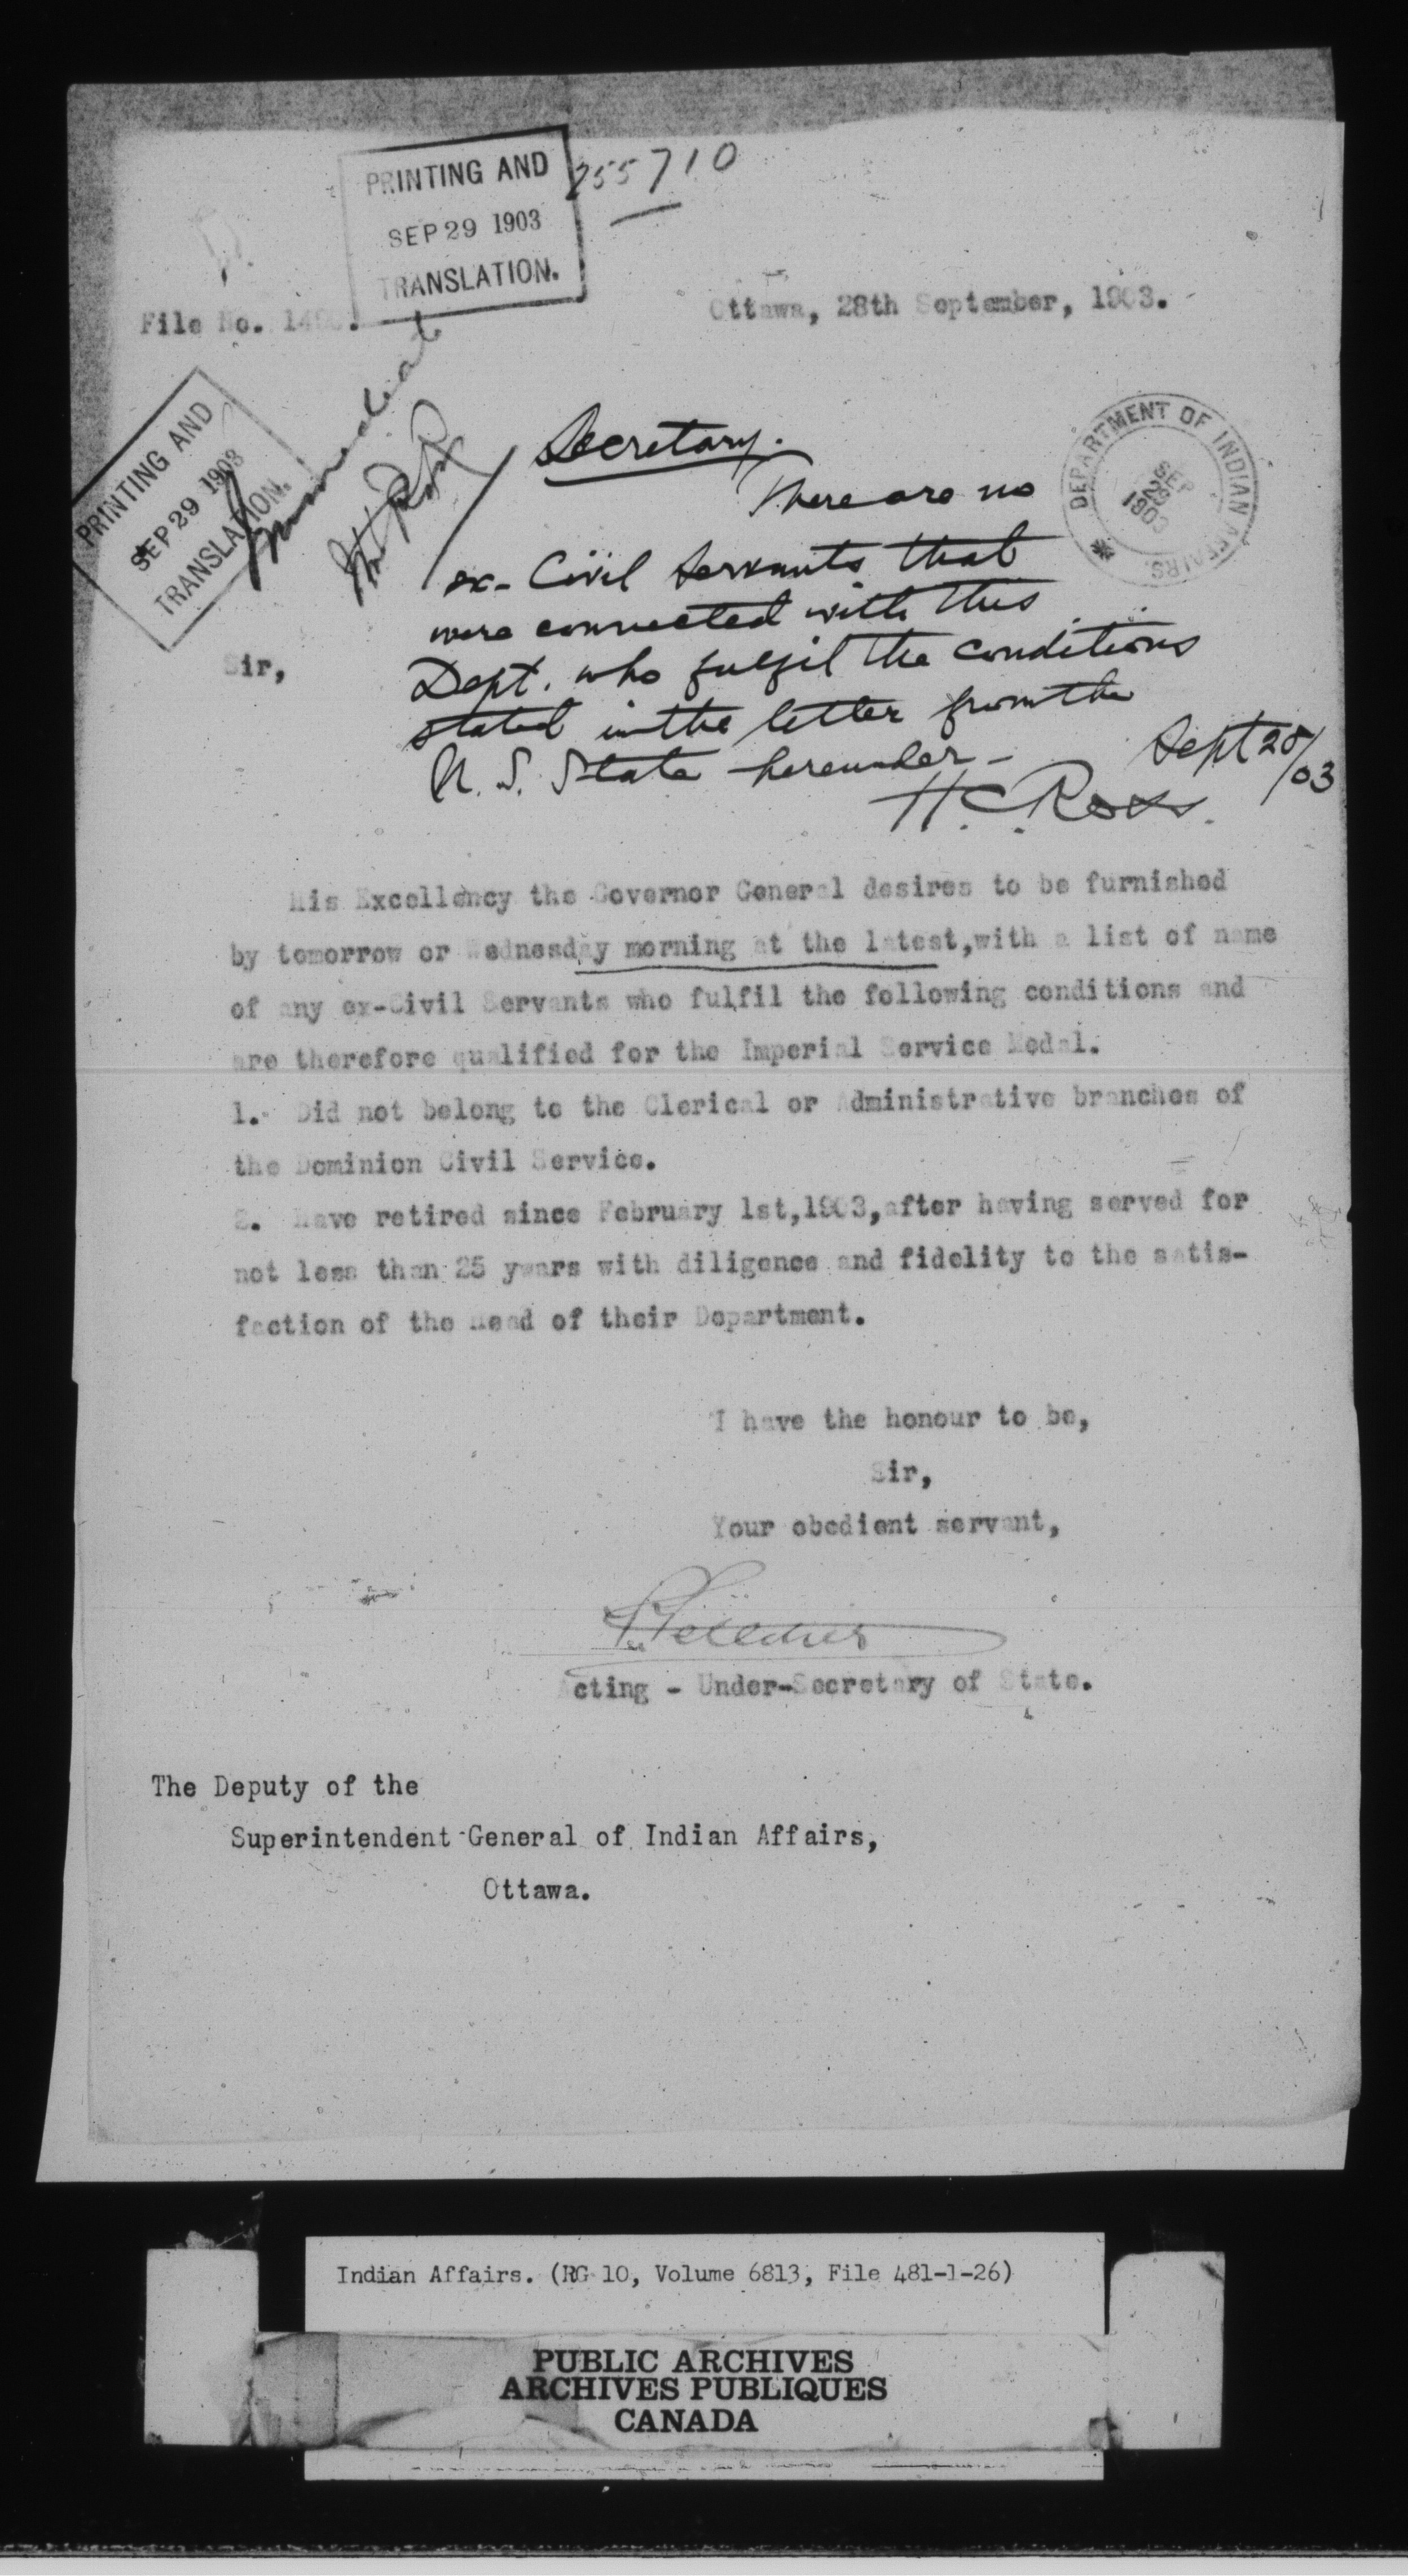 PRINTING AND
SEP 29 1903
TRANSLATION.
255710
File No.
Ottawa, 28th September, 1903.
PRINTING AND
SEP 29 1903
TRANSLATION.
Immediate
Secretary.
There are no
ex-Civil Servants that
were connected with this
Dept. who fulfil the conditions
stated in the letter from the
U. S. State hereunder -
Sept 28/03
H.C. Ross.
DEPARTMENT OF INDIAN AFFAIRS.
SEP
1903
Sir,
His Excellency the Governor General desires to be furnished
by tomorrow or Wednesday morning at the latest, with a list of name
of any ex-Civil Servants who fulfil the following conditions and
are therefore qualified for the Imperial Service Medal.
1. Did not belong to the Clerical or Administrative branches of
the Dominion Civil Service.
2. Have retired since February 1st, 1903, after having served for
not less than 25 years with diligence and fidelity to the satis-
faction of the Head of their Department.
I have the honour to be,
Sir,
Your obedient servant,
Acting - Under-Secretary of State.
The Deputy of the
Superintendent General of Indian Affairs,
Ottawa.
Indian Affairs. (RG 10, Volume 6813, File 481-1-26)
PUBLIC ARCHIVES
ARCHIVES PUBLIQUES
CANADA